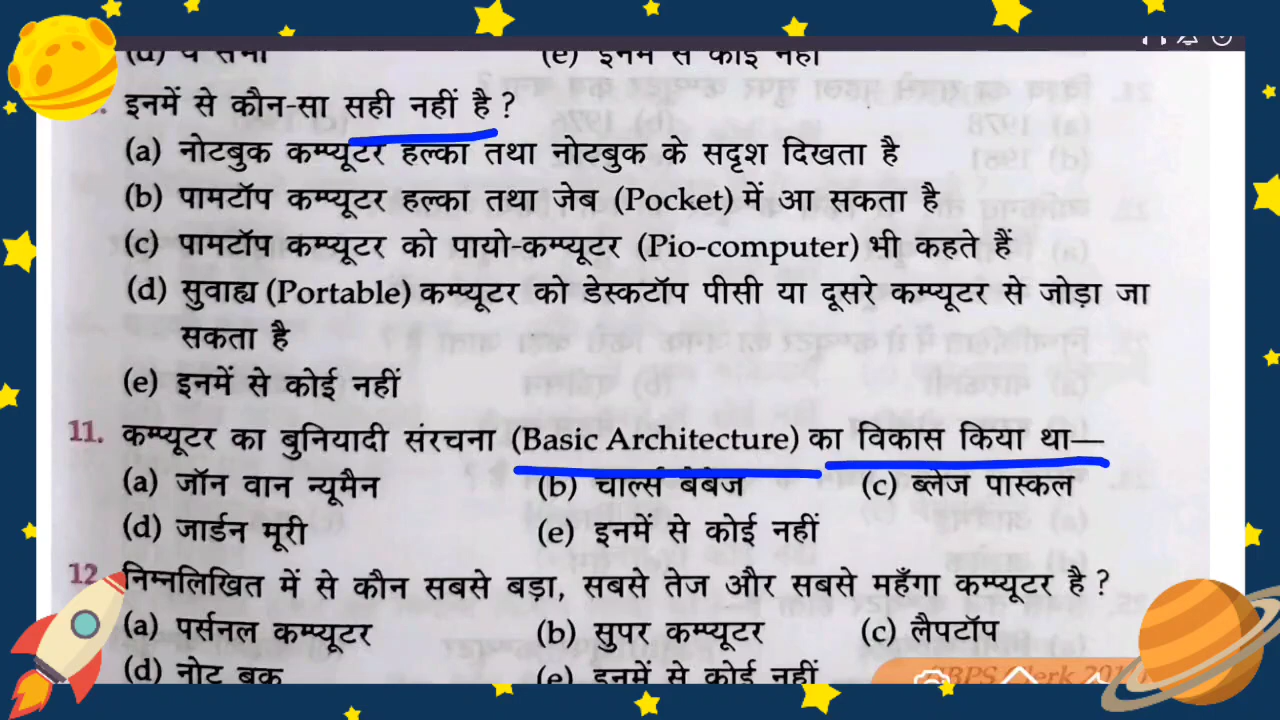 (d) ये सभी (e) इनमें से कोई नहीं
इनमें से कौन-सा सही नहीं है ?
(a) नोटबुक कम्प्यूटर हल्का तथा नोटबुक के सदृश दिखता है
(b) पामटॉप कम्प्यूटर हल्का तथा जेब (Pocket) में आ सकता है
(c) पामटॉप कम्प्यूटर को पायो-कम्प्यूटर (Pio-computer) भी कहते हैं
(d) सुवाह्य (Portable) कम्प्यूटर को डेस्कटॉप पीसी या दूसरे कम्प्यूटर से जोड़ा जा
सकता है
(e) इनमें से कोई नहीं
11. कम्प्यूटर का बुनियादी संरचना (Basic Architecture) का विकास किया था—
(a) जॉन वान न्यूमैन (b) चार्ल्स बेबेज (c) ब्लेज पास्कल
(d) जार्डन मूरी (e) इनमें से कोई नहीं
12 निम्नलिखित में से कौन सबसे बड़ा, सबसे तेज और सबसे महँगा कम्प्यूटर है ?
(a) पर्सनल कम्प्यूटर (b) सुपर कम्प्यूटर (c) लैपटॉप
(d) नोट बुक (e) इनमें से कोई नहीं